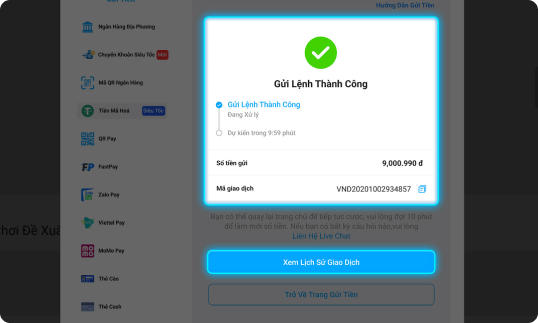 Gửi Tiền
Hướng Dẫn Gửi Tiền
Ngân Hàng Địa Phương
Chuyển Khoản Siêu Tốc Mới
Mã QR Ngân Hàng
Tiền Mã Hoá Siêu Tốc
QR Pay
FastPay
Zalo Pay
Viettel Pay
MoMo Pay
Thẻ Cào
Thẻ Cash
hơi Đề Xuấ
Gửi Lệnh Thành Công
Gửi Lệnh Thành Công
Đang Xử lý
Dự kiến trong 9:59 phút
Số tiền gửi 9,000.990 đ
Mã giao dịch VND20201002934857
Bạn có thể quay lại trang chủ để tiếp tục cược, vui lòng đợi 10 phút
để làm mới số tiền. Nếu bạn có bất kỳ câu hỏi nào,vui lòng
Liên Hệ Live Chat
Xem Lịch Sử Giao Dịch
Trở Về Trang Gửi Tiền